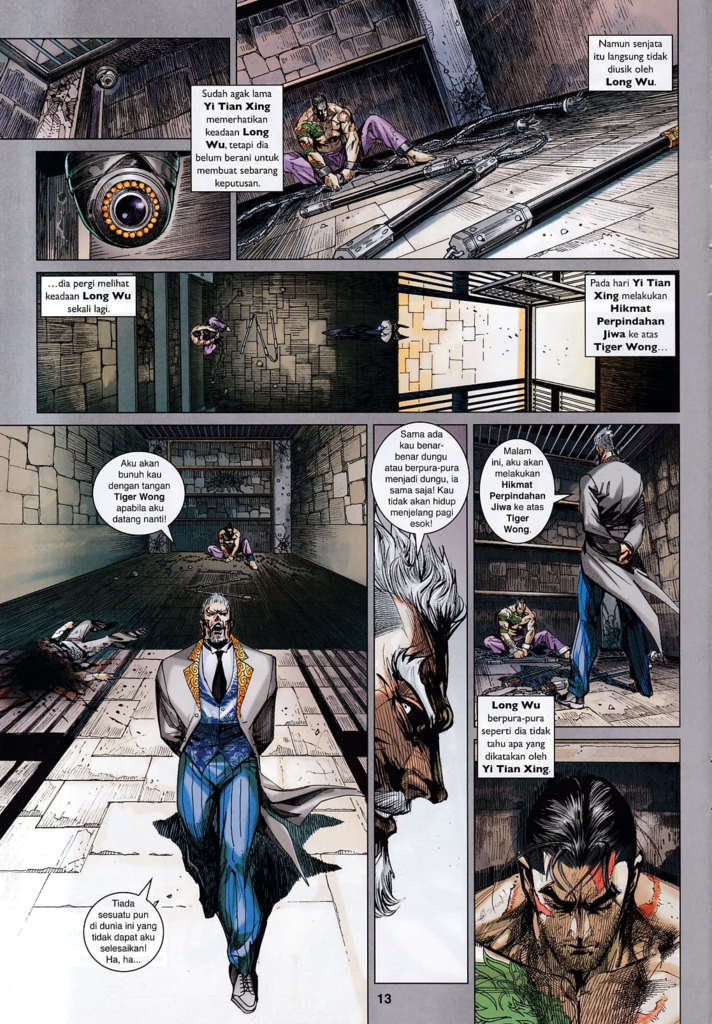 Namun senjata
itu langsung tidak
diusik oleh
Long Wu.
Sudah agak lama
Yi Tian Xing
memerhatikan
keadaan Long
Wu, tetapi dia
belum berani untuk
membuat sebarang
keputusan.
Pada hari Yi Tian
Xing melakukan
Hikmat
Perpindahan
Jiwa ke atas
Tiger Wong...
...dia pergi melihat
keadaan Long Wu
sekali lagi.
Malam
ini, aku akan
melakukan
Hikmat
Perpindahan
Jiwa ke atas
Tiger
Wong.
Long Wu
berpura-pura
seperti dia tidak
tahu apa yang
dikatakan oleh
Yi Tian Xing.
Sama ada
kau benar-
benar dungu
atau berpura-pura
menjadi dungu, ia
sama saja! Kau
tidak akan hidup
menjelang pagi
esok!
Aku akan
bunuh kau
dengan tangan
Tiger Wong
apabila aku
datang nanti!
Tiada
sesuatu pun
di dunia ini yang
tidak dapat aku
selesaikan!
Ha, ha...
13